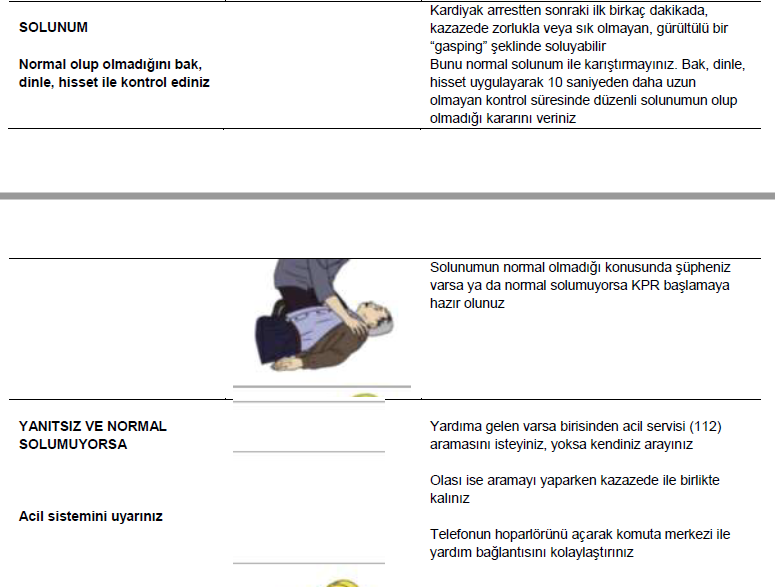 SOLUNUM
Normal olup olmadığını bak,
dinle, hisset ile kontrol ediniz
Kardiyak arrestten sonraki ilk birkaç dakikada,
kazazede zorlukla veya sık olmayan, gürültülü bir
“gasping” şeklinde soluyabilir
Bunu normal solunum ile karıştırmayınız. Bak, dinle,
hisset uygulayarak 10 saniyeden daha uzun
olmayan kontrol süresinde düzenli solunumun olup
olmadığı kararını veriniz
Solunumun normal olmadığı konusunda şüpheniz
varsa ya da normal solumuyorsa KPR başlamaya
hazır olunuz
YANITSIZ VE NORMAL
SOLUMUYORSA
Acil sistemini uyarınız
Yardıma gelen varsa birisinden acil servisi (112)
aramasını isteyiniz, yoksa kendiniz arayınız
Olası ise aramayı yaparken kazazede ile birlikte
kalınız
Telefonun hoparlörünü açarak komuta merkezi ile
yardım bağlantısını kolaylaştırınız